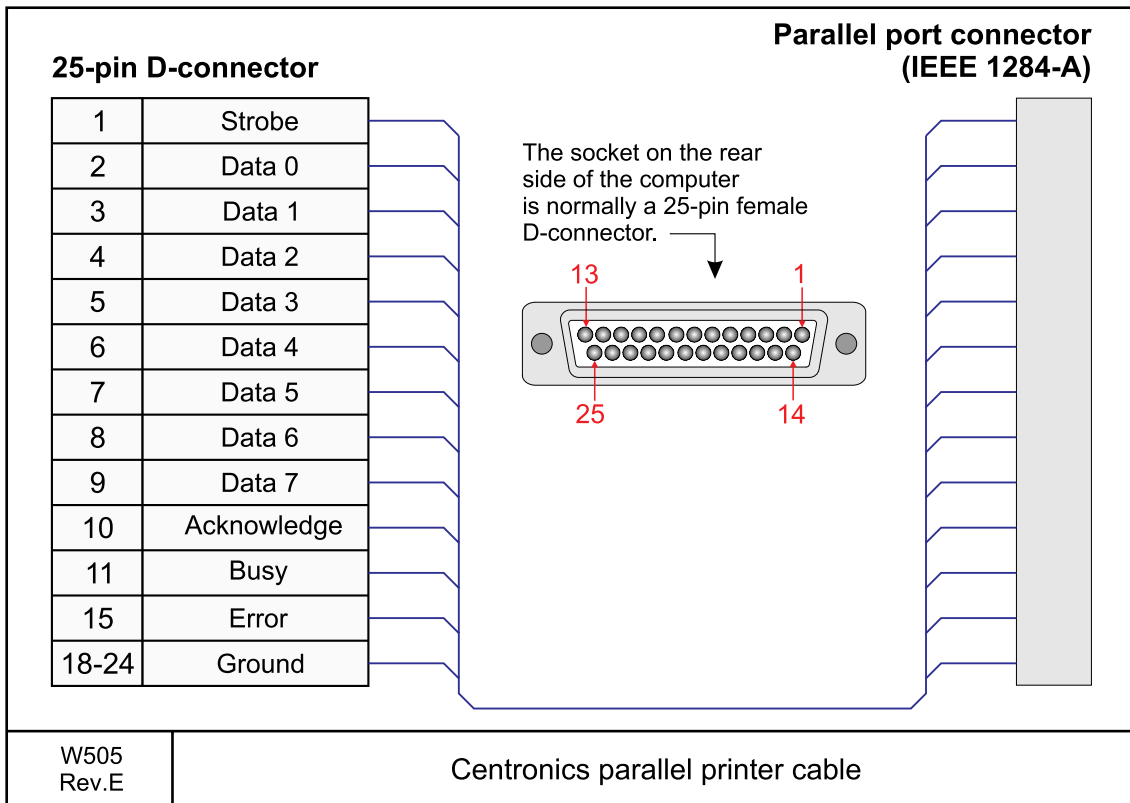 Parallel port connector
(IEEE 1284-A)
25-pin D-connector
1 Strobe
2 Data 0
3 Data 1
4 Data 2
5 Data 3
6 Data 4
7 Data 5
8 Data 6
9 Data 7
10 Acknowledge
11 Busy
15 Error
18-24 Ground
The socket on the rear
side of the computer
is normally a 25-pin female
D-connector.
13 1
25 14
W505
Rev.E
Centronics parallel printer cable